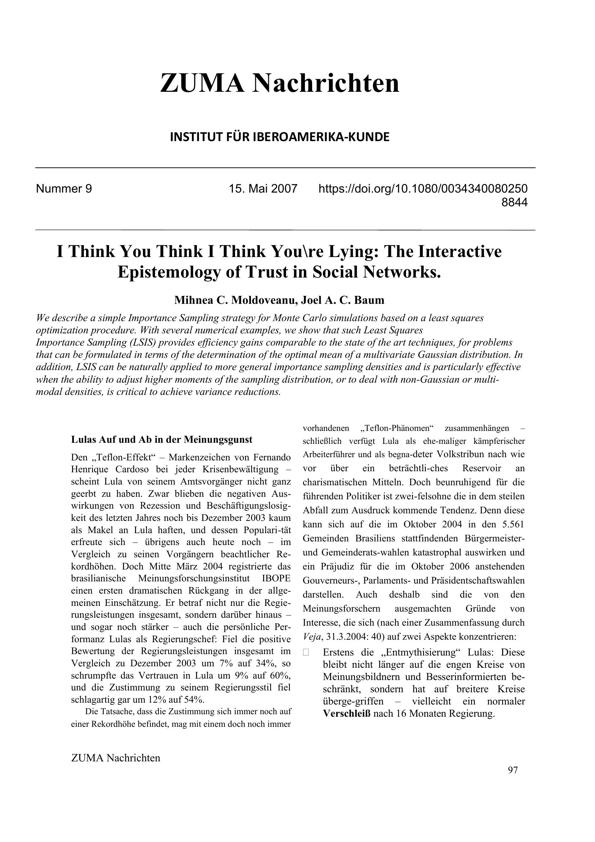 ZUMA Nachrichten
INSTITUT FÜR IBEROAMERIKA-KUNDE
Nummer 9
15. Mai 2007
https://doi.org/10.1080/0034340080250
8844
I Think You Think I Think You\re Lying: The Interactive
Epistemology of Trust in Social Networks.
Mihnea C. Moldoveanu, Joel A. C. Baum
We describe a simple Importance Sampling strategy for Monte Carlo simulations based on a least squares
optimization procedure. With several numerical examples, we show that such Least Squares
Importance Sampling (LSIS) provides efficiency gains comparable to the state of the art techniques, for problems
that can be formulated in terms of the determination of the optimal mean of a multivariate Gaussian distribution. In
addition, LSIS can be naturally applied to more general importance sampling densities and is particularly effective
when the ability to adjust higher moments of the sampling distribution, or to deal with non-Gaussian or multi-
modal densities, is critical to achieve variance reductions.
Lulas Auf und Ab in der Meinungsgunst
Den „Teflon-Effekt“ – Markenzeichen von Fernando
Henrique Cardoso bei jeder Krisenbewältigung –
scheint Lula von seinem Amtsvorgänger nicht ganz
geerbt zu haben. Zwar blieben die negativen Aus-
wirkungen von Rezession und Beschäftigungslosig-
keit des letzten Jahres noch bis Dezember 2003 kaum
als Makel an Lula haften, und dessen Populari-tät
erfreute sich – übrigens auch heute noch – im
Vergleich zu seinen Vorgängern beachtlicher Re-
kordhöhen. Doch Mitte März 2004 registrierte das
brasilianische Meinungsforschungsinstitut IBOPE
einen ersten dramatischen Rückgang in der allge-
meinen Einschätzung. Er betraf nicht nur die Regie-
rungsleistungen insgesamt, sondern darüber hinaus –
und sogar noch stärker – auch die persönliche Per-
formanz Lulas als Regierungschef: Fiel die positive
Bewertung der Regierungsleistungen insgesamt im
Vergleich zu Dezember 2003 um 7% auf 34%, so
schrumpfte das Vertrauen in Lula um 9% auf 60%,
und die Zustimmung zu seinem Regierungsstil fiel
schlagartig gar um 12% auf 54%.
Die Tatsache, dass die Zustimmung sich immer noch auf
einer Rekordhöhe befindet, mag mit einem doch noch immer
vorhandenen „Teflon-Phänomen“ zusammenhängen –
schließlich verfügt Lula als ehe-maliger kämpferischer
Arbeiterführer und als begna-deter Volkstribun nach wie
vor über ein beträchtli-ches Reservoir an
charismatischen Mitteln. Doch beunruhigend für die
führenden Politiker ist zwei-felsohne die in dem steilen
Abfall zum Ausdruck kommende Tendenz. Denn diese
kann sich auf die im Oktober 2004 in den 5.561
Gemeinden Brasiliens stattfindenden Bürgermeister-
und Gemeinderats-wahlen katastrophal auswirken und
ein Präjudiz für die im Oktober 2006 anstehenden
Gouverneurs-, Parlaments- und Präsidentschaftswahlen
darstellen. Auch deshalb sind die von den
Meinungsforschern ausgemachten Gründe von
Interesse, die sich (nach einer Zusammenfassung durch
Veja, 31.3.2004: 40) auf zwei Aspekte konzentrieren:
Erstens die „Entmythisierung“ Lulas: Diese
bleibt nicht länger auf die engen Kreise von
Meinungsbildnern und Besserinformierten be-
schränkt, sondern hat auf breitere Kreise
überge-griffen – vielleicht ein normaler
Verschleiß nach 16 Monaten Regierung.
ZUMA Nachrichten
97